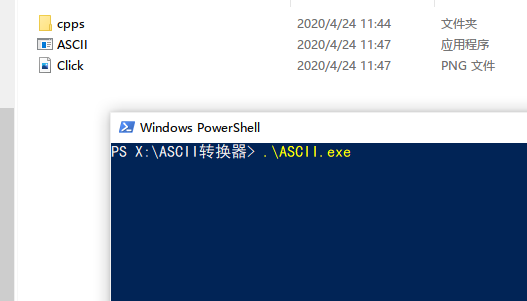 cpps 2020/4/24 11:44 文件夹
ASCII 2020/4/24 11:47 应用程序
Click 2020/4/24 11:47 PNG 文件
Windows PowerShell
PS X:\ASCII转换器> .\ASCII.exe